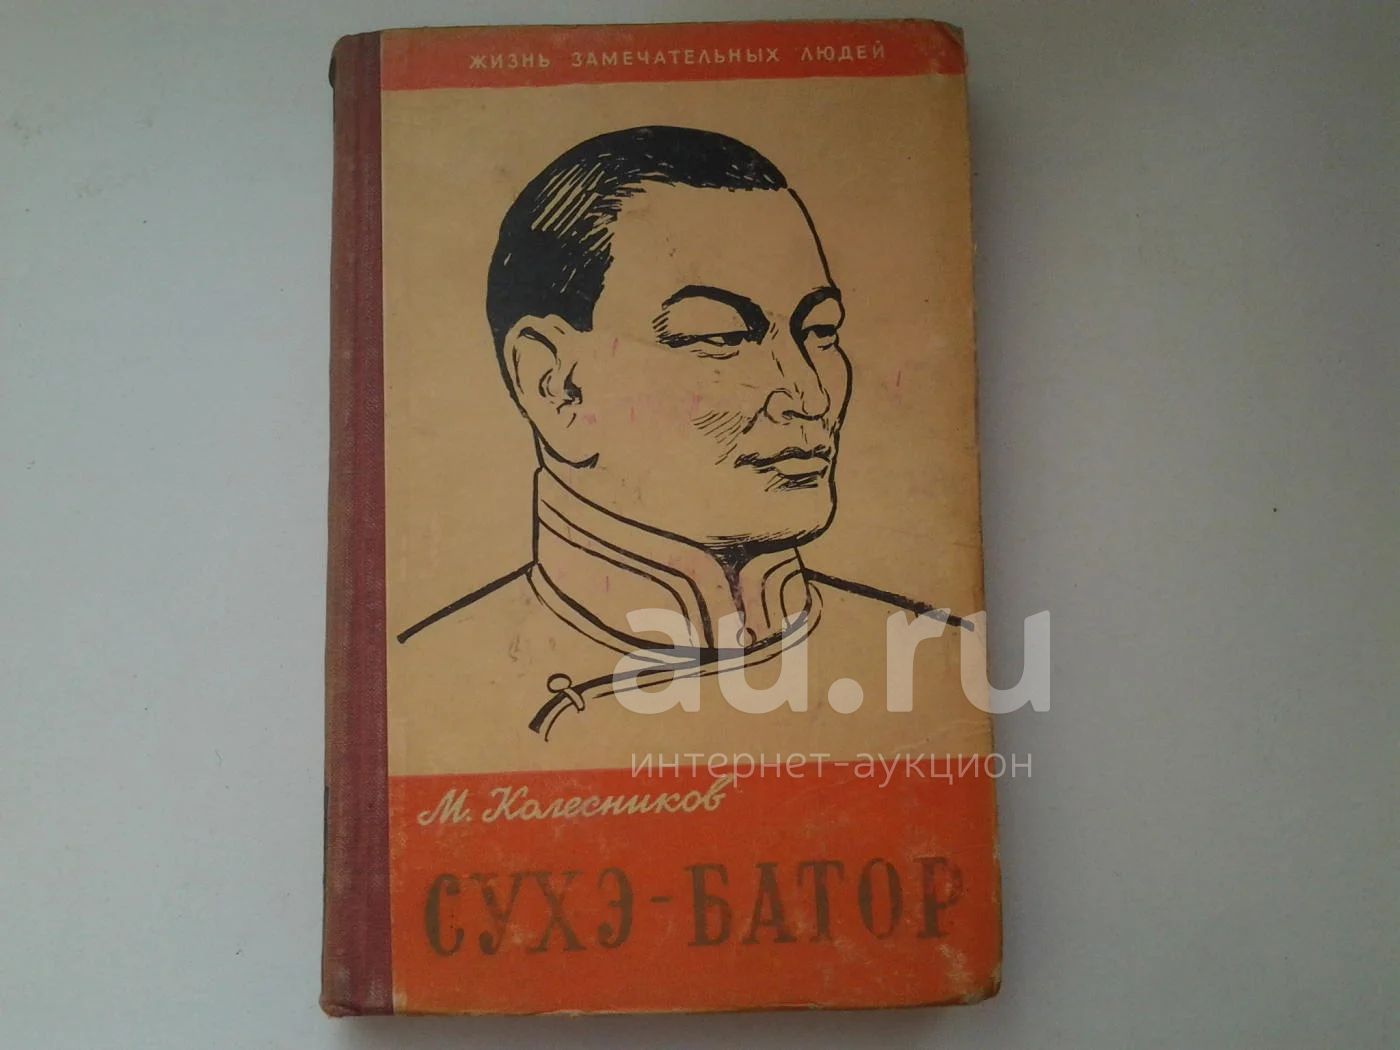 ЖИЗНЬ ЗАМЕЧАТЕЛЬНЫХ ЛЮДЕЙ
au.ru
интернет-аукцион
М. Колесников
СУХЭ-БАТОР